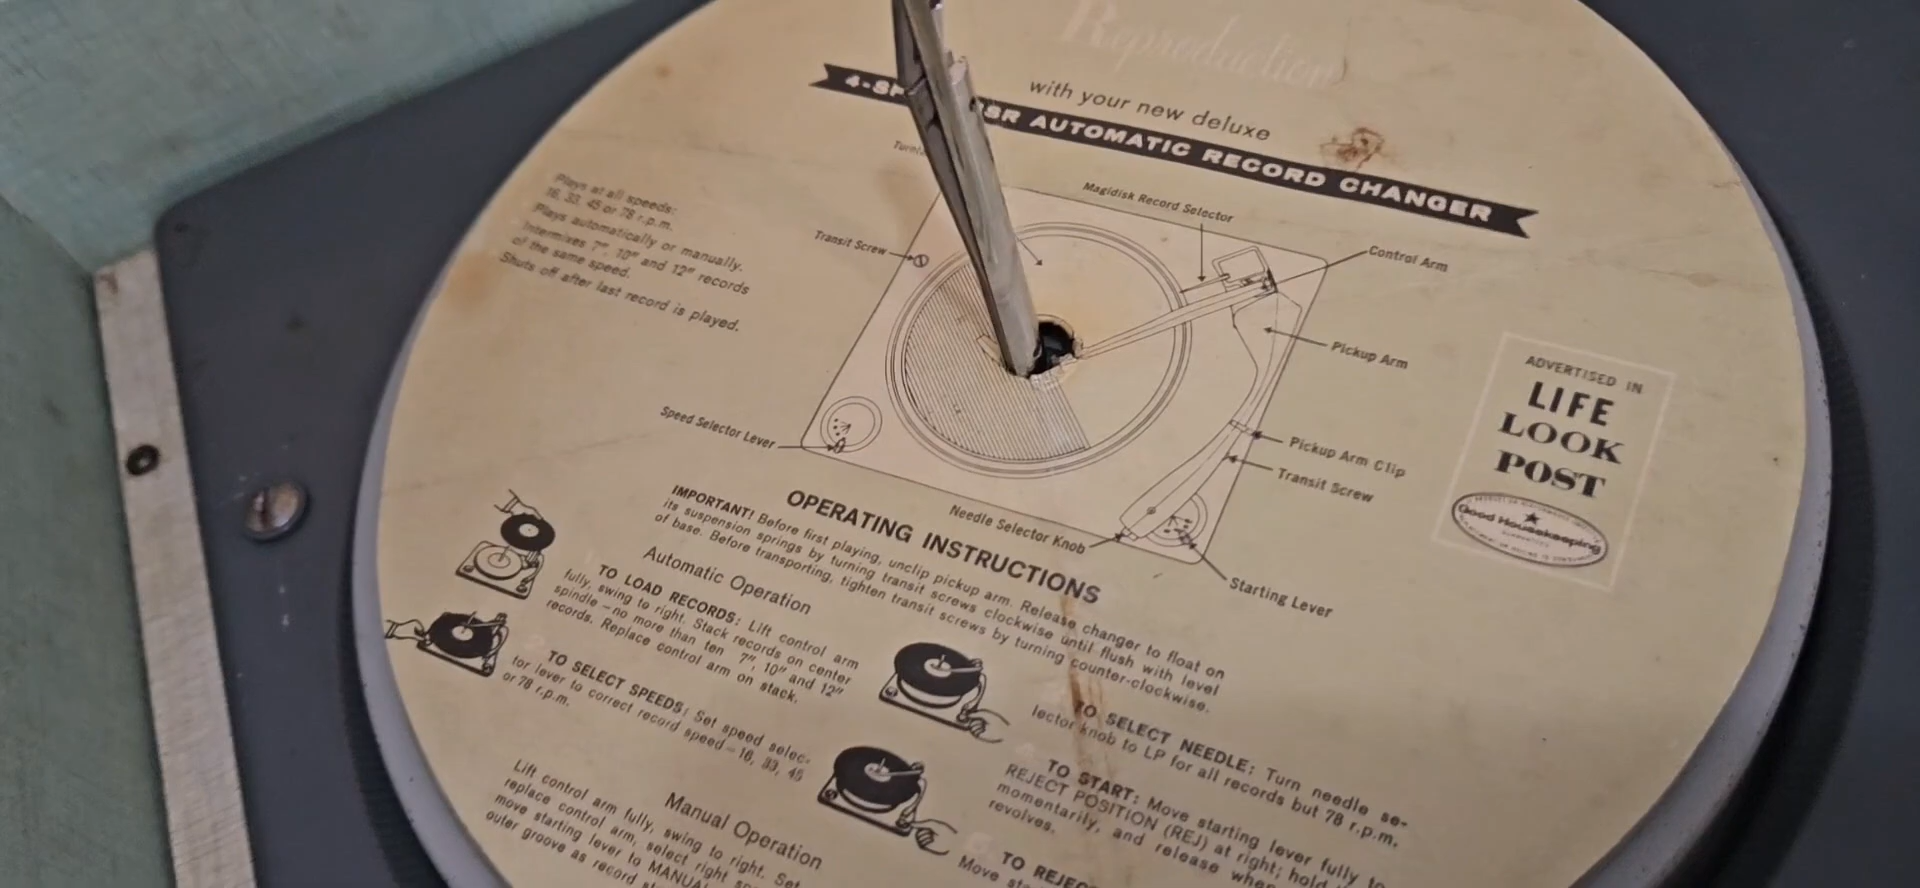 Reproduction
with your new deluxe
BSR AUTOMATIC RECORD CHANGER
Plays at all speeds:
16, 33, 45 or 78 r.p.m.
Plays automatically or manually.
Intermixes 7", 10" and 12" records
of the same speed.
Shuts off after last record is played.
Magidisk Record Selector
Transit Screw
Control Arm
Pickup Arm
Speed Selector Lever
Pickup Arm Clip
Transit Screw
Needle Selector Knob
Starting Lever
ADVERTISED IN
LIFE
LOOK
POST
Good Housekeeping
OPERATING INSTRUCTIONS
IMPORTANT! Before first playing, unclip pickup arm. Release changer to float on
its suspension springs by turning transit screws clockwise until flush with level
of base. Before transporting, tighten transit screws by turning counter-clockwise.
Automatic Operation
TO LOAD RECORDS: Lift control arm
fully, swing to right. Stack records on center
spindle—no more than ten 7", 10" and 12"
records. Replace control arm on stack.
TO SELECT SPEEDS: Set speed selec-
tor lever to correct record speed—16, 33, 45
or 78 r.p.m.
TO SELECT NEEDLE: Turn needle se-
lector knob to LP for all records but 78 r.p.m.
TO START: Move starting lever fully to
REJECT POSITION (REJ) at right; hold
momentarily, and release when
revolves.
TO REJECT
Move
Manual Operation
Lift control arm fully, swing to right. Set
replace control arm, select right
move starting lever to MANUAL
outer groove as record